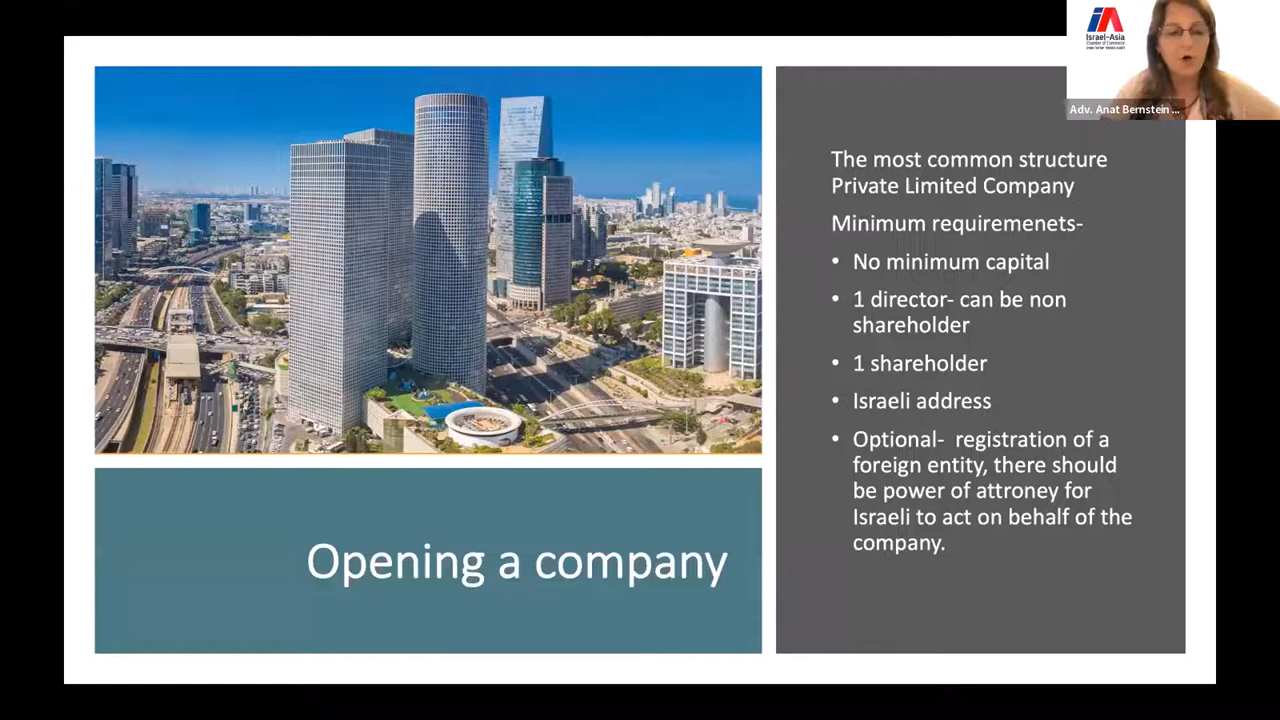 Israel-Asia
Adv. Anat Bernstein ...
The most common structure
Private Limited Company
Minimum requiremenets-
• No minimum capital
• 1 director- can be non
shareholder
• 1 shareholder
• Israeli address
• Optional- registration of a
foreign entity, there should
be power of attroney for
Israeli to act on behalf of the
company.
Opening a company